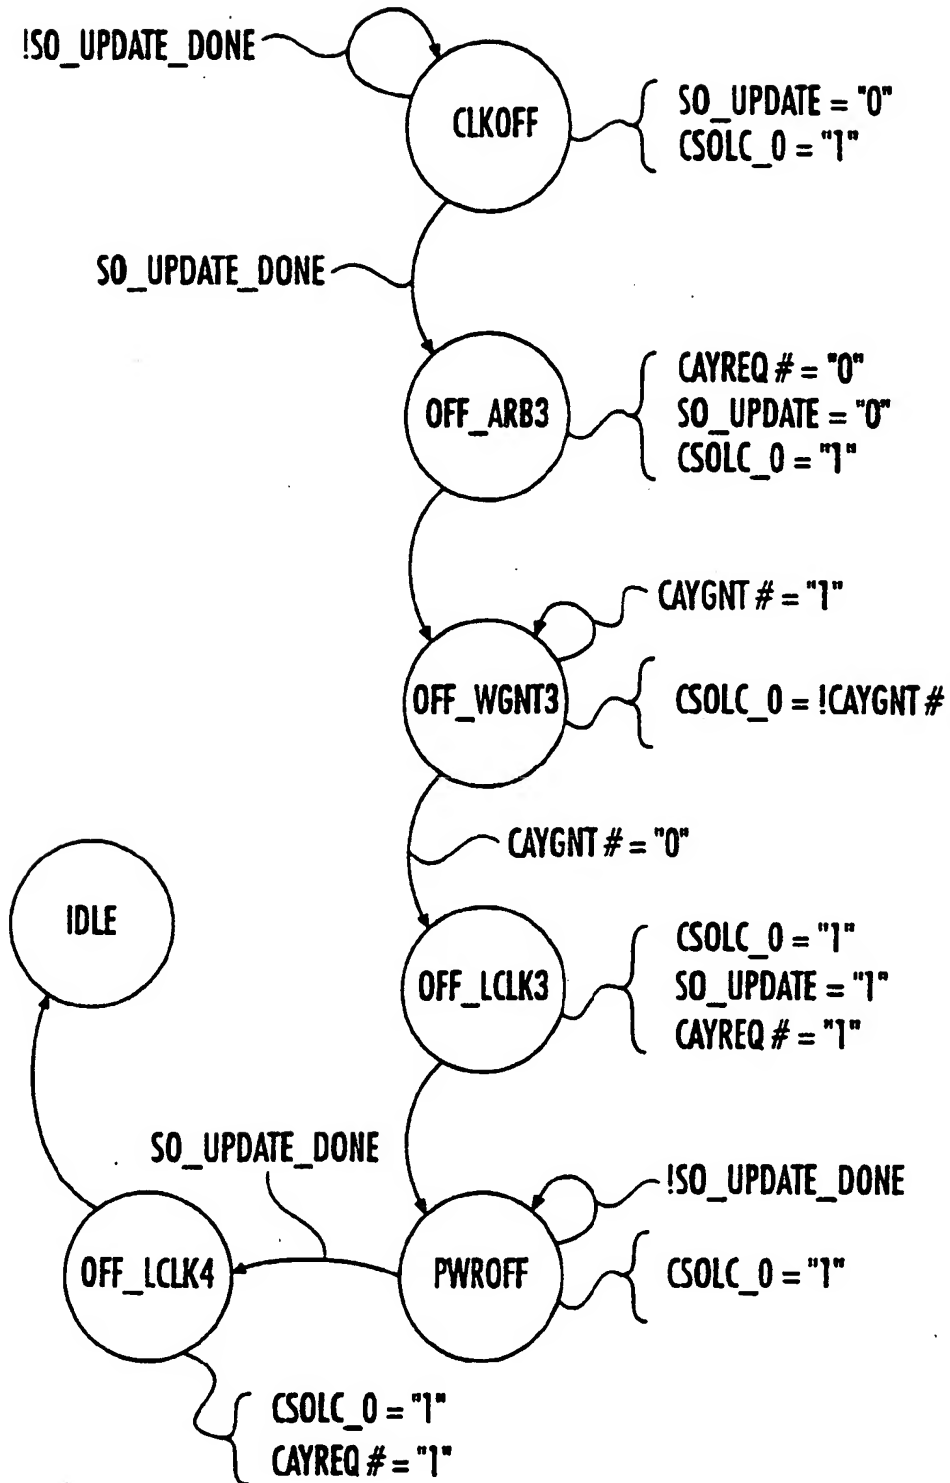 !SO_UPDATE_DONE
CLKOFF
SO_UPDATE = "0"
CSOLC_0 = "1"
SO_UPDATE_DONE
OFF_ARB3
CAYREQ # = "0"
SO_UPDATE = "0"
CSOLC_0 = "1"
CAYGNT # = "1"
OFF_WGNT3
CSOLC_0 = !CAYGNT #
CAYGNT # = "0"
IDLE
OFF_LCLK3
CSOLC_0 = "1"
SO_UPDATE = "1"
CAYREQ # = "1"
SO_UPDATE_DONE
!SO_UPDATE_DONE
OFF_LCLK4
PWROFF
CSOLC_0 = "1"
CSOLC_0 = "1"
CAYREQ # = "1"